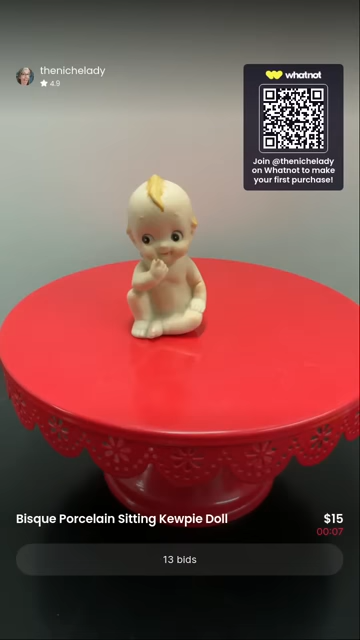 thenichelady
4.9
whatnot
Join @thenichelady
on Whatnot to make
your first purchase!
Bisque Porcelain Sitting Kewpie Doll
$15
00:07
13 bids